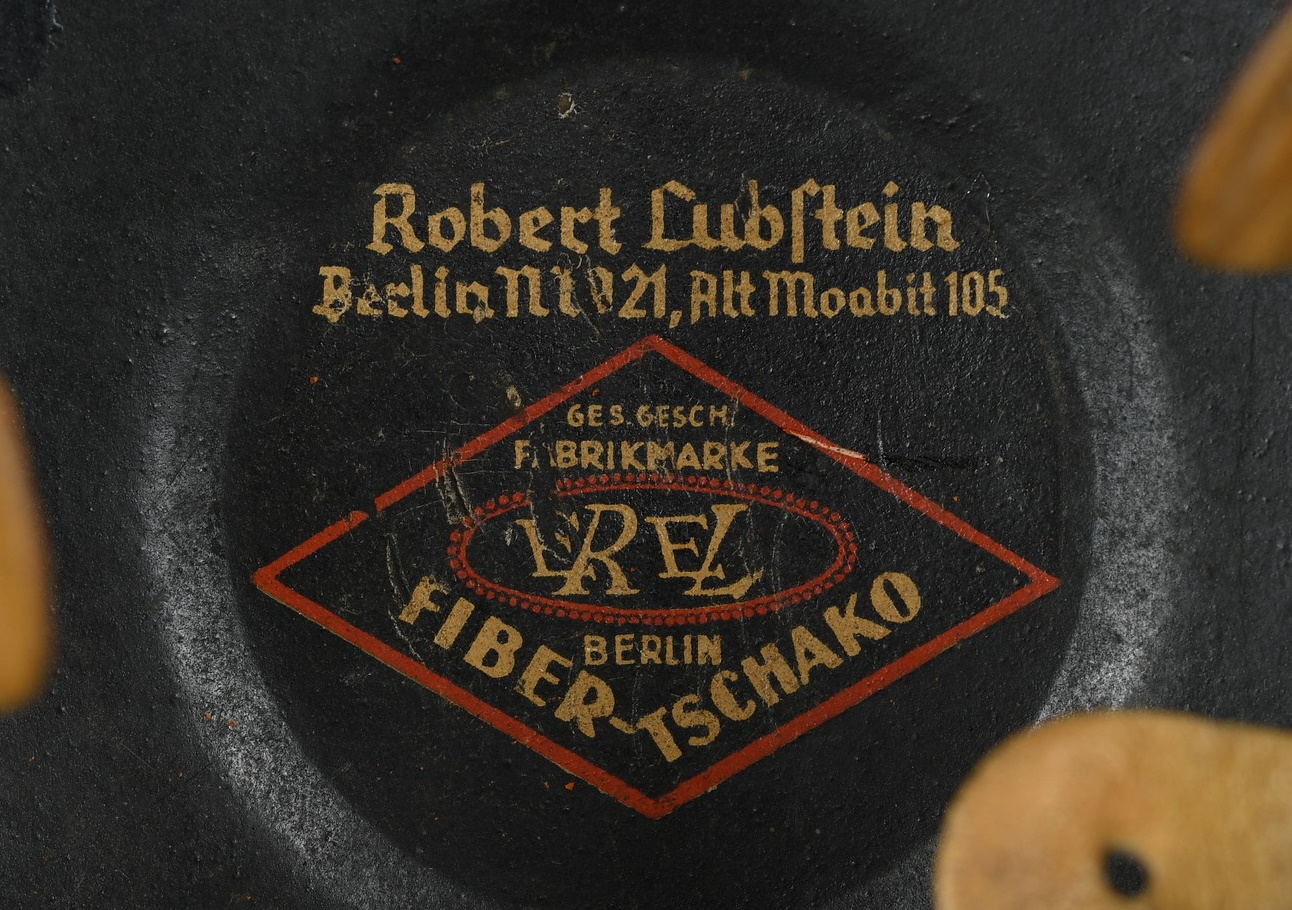 Robert Lubſtein
Berlin NW 21, Alt Moabit 105
GES. GESCH.
FABRIKMARKE
EREL
BERLIN
FIBER-TSCHAKO